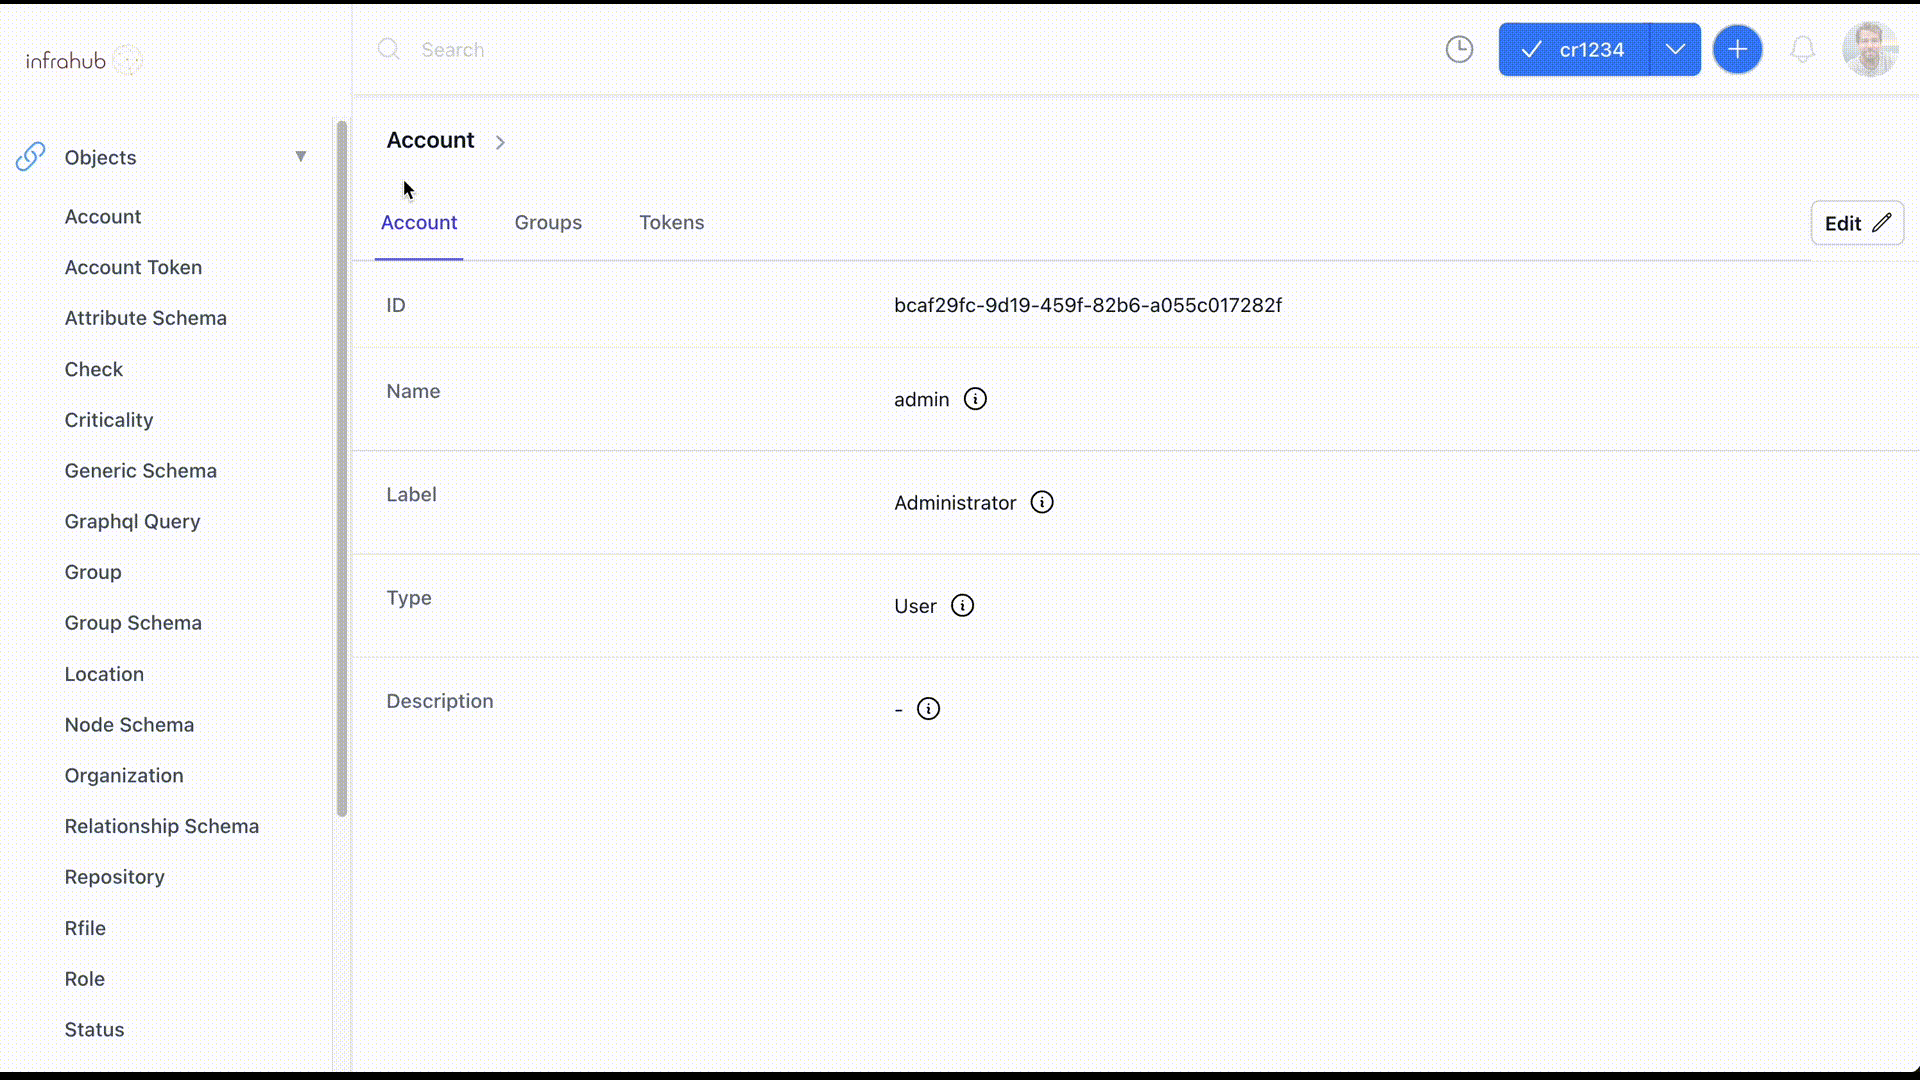 infrahub
Search
cr1234
Objects
Account
Account Token
Attribute Schema
Check
Criticality
Generic Schema
Graphql Query
Group
Group Schema
Location
Node Schema
Organization
Relationship Schema
Repository
Rfile
Role
Status
Account
Account Groups Tokens
Edit
ID bcaf29fc-9d19-459f-82b6-a055c017282f
Name admin
Label Administrator
Type User
Description -